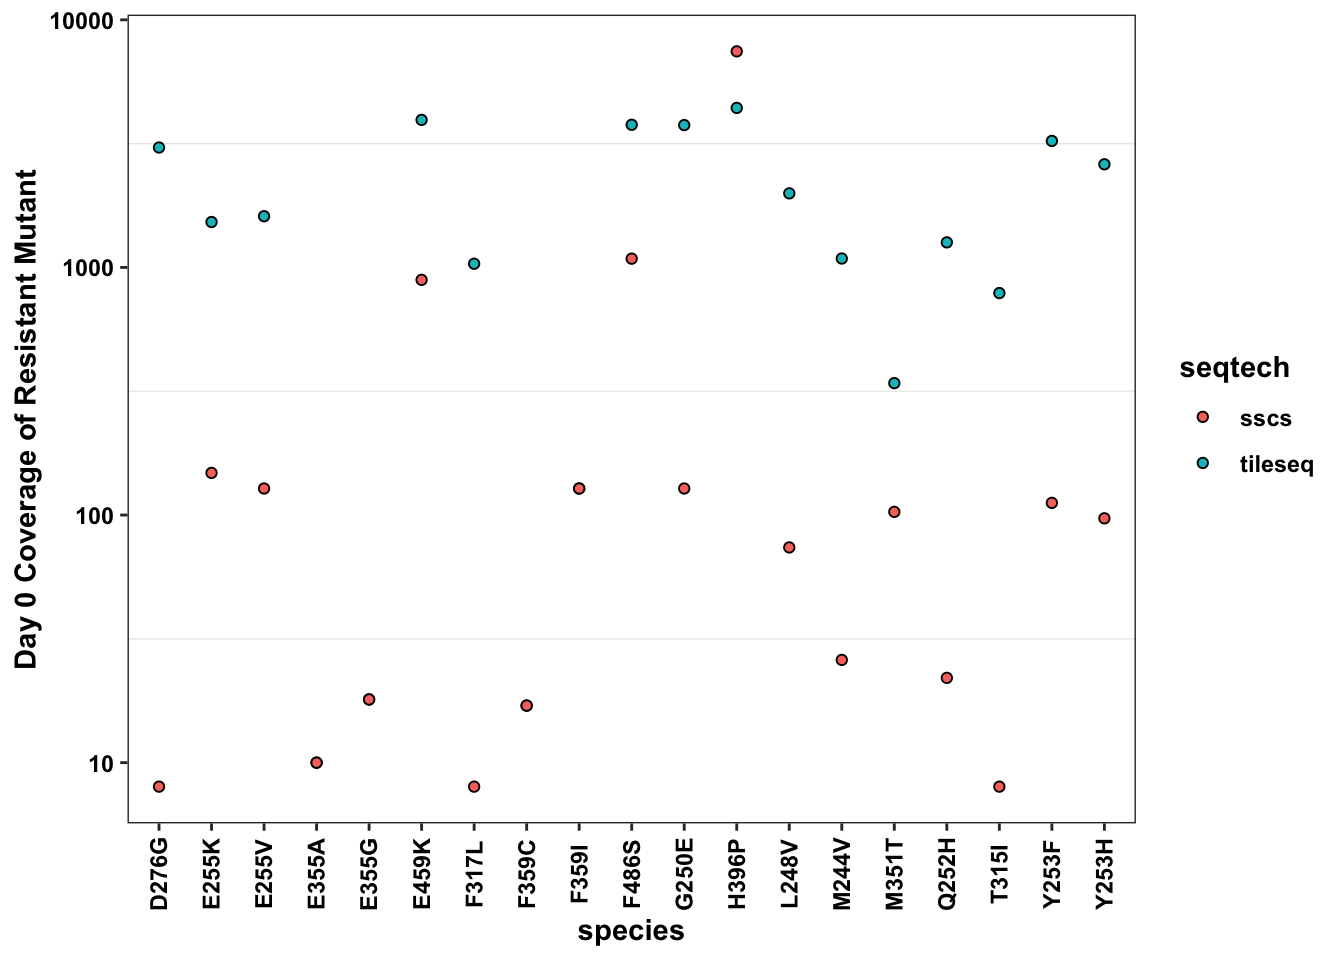 Day 0 Coverage of Resistant Mutant
10000
1000
100
10
D276G
E255K
E255V
E355A
E355G
E459K
F317L
F359C
F359I
F486S
G250E
H396P
L248V
M244V
M351T
Q252H
T315I
Y253F
Y253H
species
seqtech
sscs
tileseq